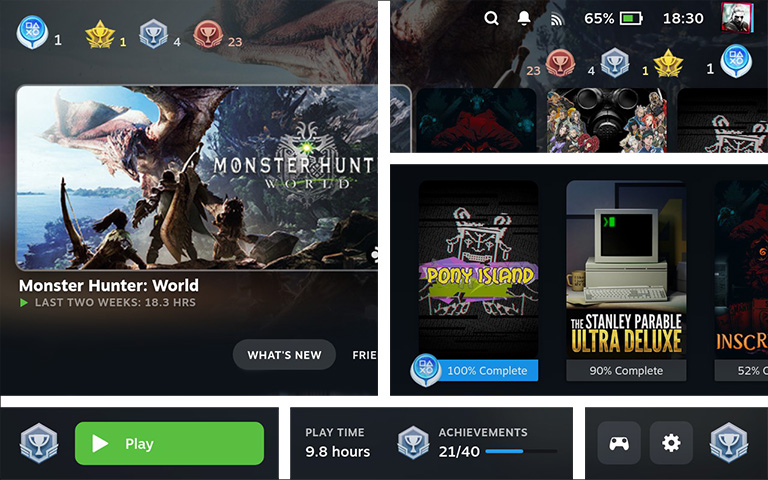 1
1
4
23
MONSTER HUNT
WORLD
Monster Hunter: World
LAST TWO WEEKS: 18.3 HRS
WHAT'S NEW
FRIE
65%
18:30
23
4
1
1
PONY ISLAND
THE STANLEY PARABLE
ULTRA DELUXE
INSCR
100% Complete
90% Complete
52% C
Play
PLAY TIME
9.8 hours
ACHIEVEMENTS
21/40